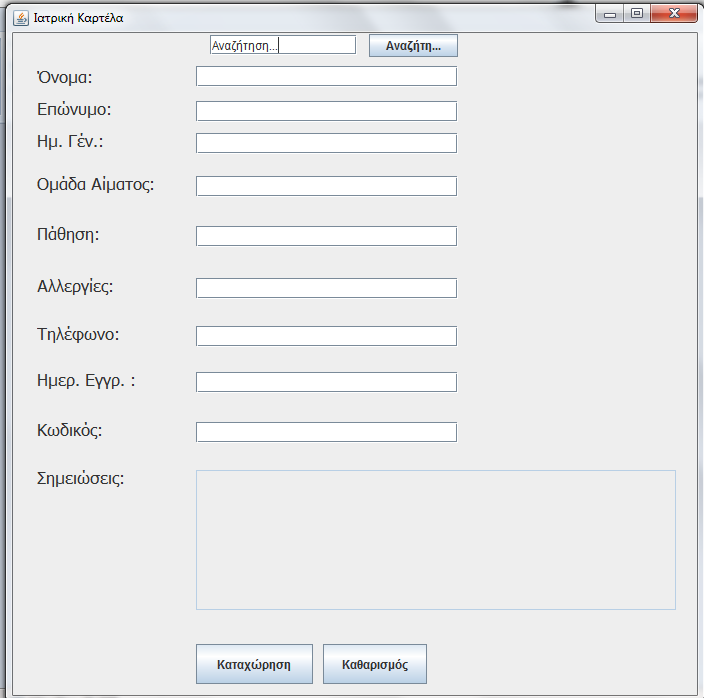 Ιατρική Καρτέλα
Αναζήτηση...
Αναζήτη...
Όνομα:
Επώνυμο:
Ημ. Γέν.:
Ομάδα Αίματος:
Πάθηση:
Αλλεργίες:
Τηλέφωνο:
Ημερ. Εγγρ. :
Κωδικός:
Σημειώσεις:
Καταχώρηση
Καθαρισμός